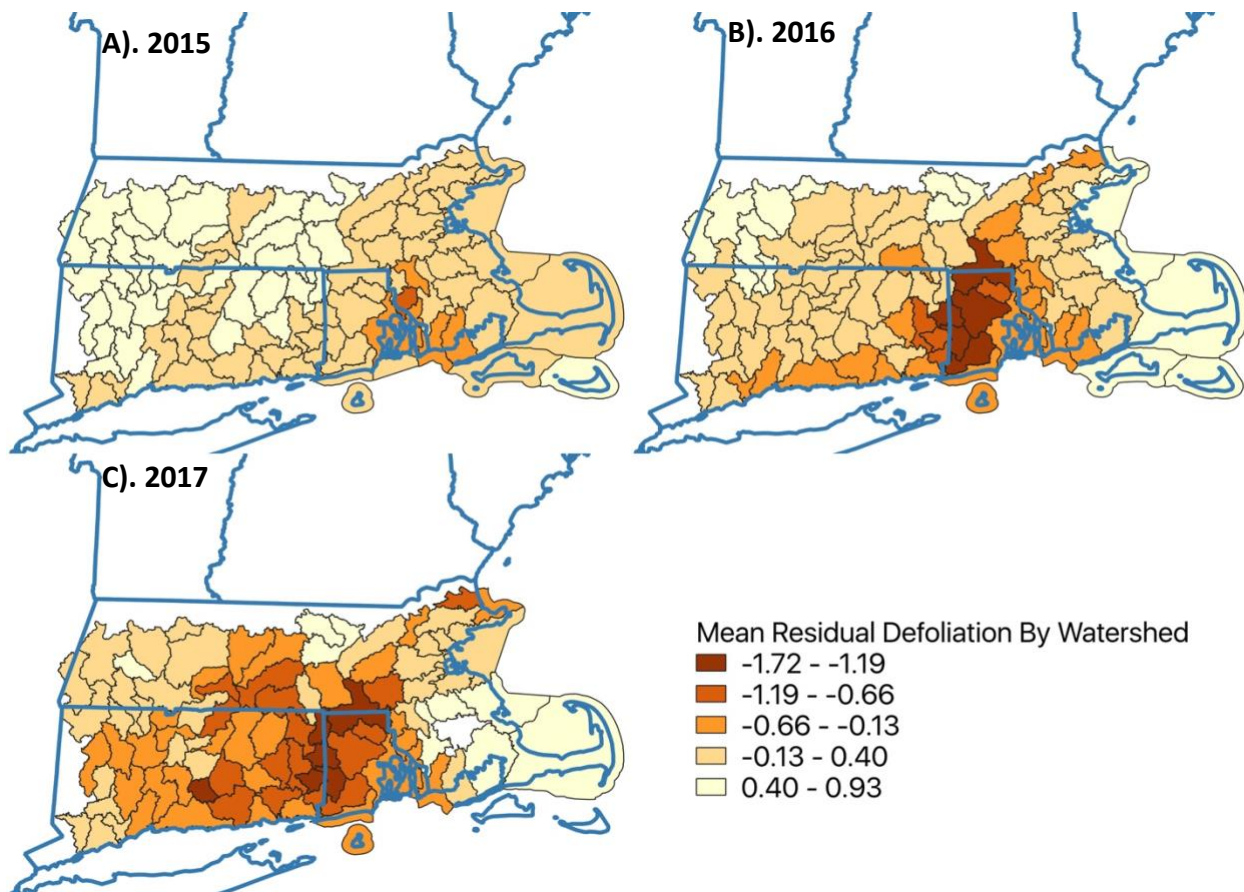 A). 2015
B). 2016
C). 2017
Mean Residual Defoliation By Watershed
-1.72 - -1.19
-1.19 - -0.66
-0.66 - -0.13
-0.13 - 0.40
0.40 - 0.93